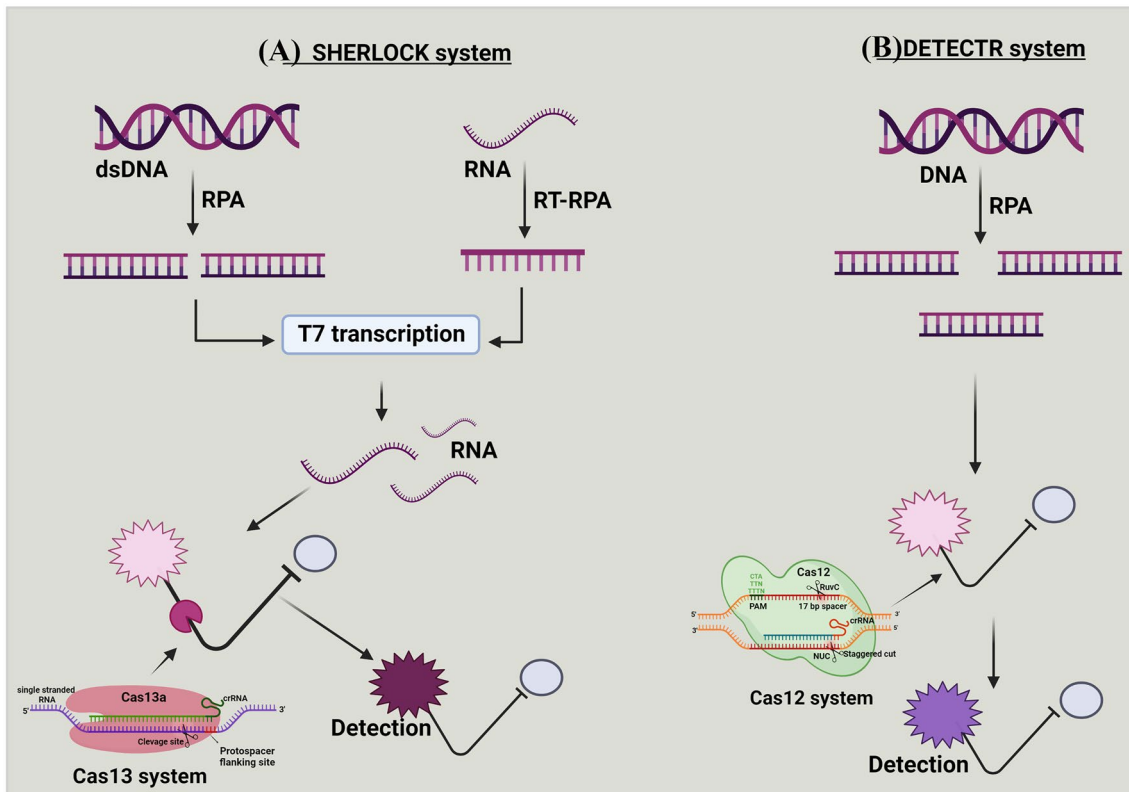 (A) SHERLOCK system
(B)DETECTR system
dsDNA
RNA
DNA
RPA
RT-RPA
RPA
T7 transcription
RNA
Cas12
CTA
TTN
TTTN
RuvC
PAM
17 bp spacer
5'
3'
crRNA
3'
5'
NUC
Staggered cut
Cas12 system
single stranded
RNA
Cas13a
crRNA
5'
3'
Clevage site
Protospacer
flanking site
Cas13 system
Detection
Detection